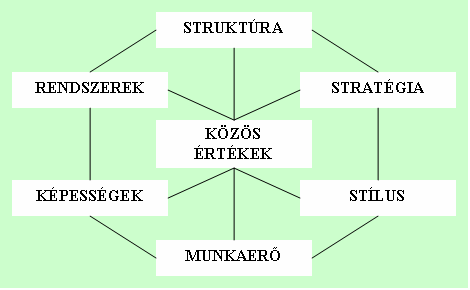 STRUKTÚRA
RENDSZEREK
STRATÉGIA
KÖZÖS
ÉRTÉKEK
KÉPESSÉGEK
STÍLUS
MUNKAERŐ